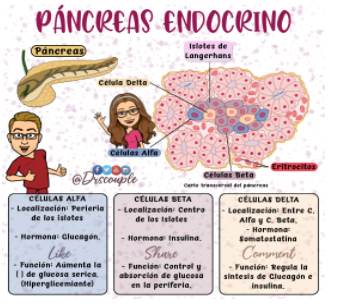 PÁNCREAS ENDOCRINO
Páncreas
Islotes de
Langerhans
Célula Delta
Células Alfa
Células Beta
Eritrocitos
@Drscouple
Corte transversal del páncreas
CÉLULAS ALFA
- Localización: Periferia
de los islotes
- Hormona: Glucagón.
Like
- Función: Aumenta la
[ ] de glucosa serica.
(Hiperglicemiante)
CÉLULAS BETA
- Localización: Centro
de los Islotes
- Hormona: Insulina.
Share
- Función: Control y
absorción de glucosa
en la periferia.
CÉLULAS DELTA
- Localización: Entre C.
Alfa y C. Beta.
- Hormona:
Somatostatina
Comment
- Función: Regula la
síntesis de Glucagón e
insulina.